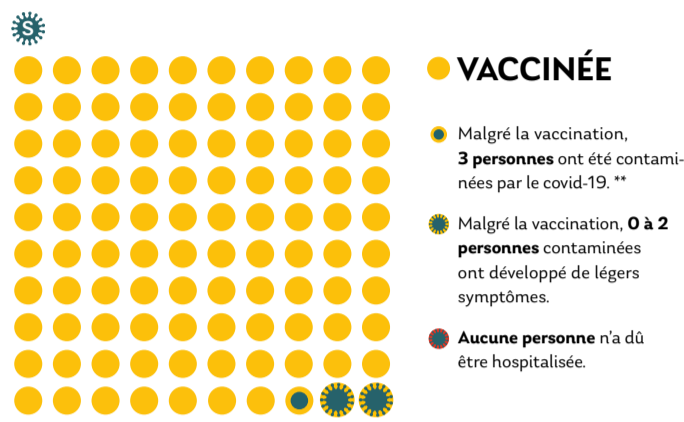 S
VACCINÉE
Malgré la vaccination,
3 personnes ont été contami-
nées par le covid-19. **
Malgré la vaccination, 0 à 2
personnes contaminées
ont développé de légers
symptômes.
Aucune personne n'a dû
être hospitalisée.